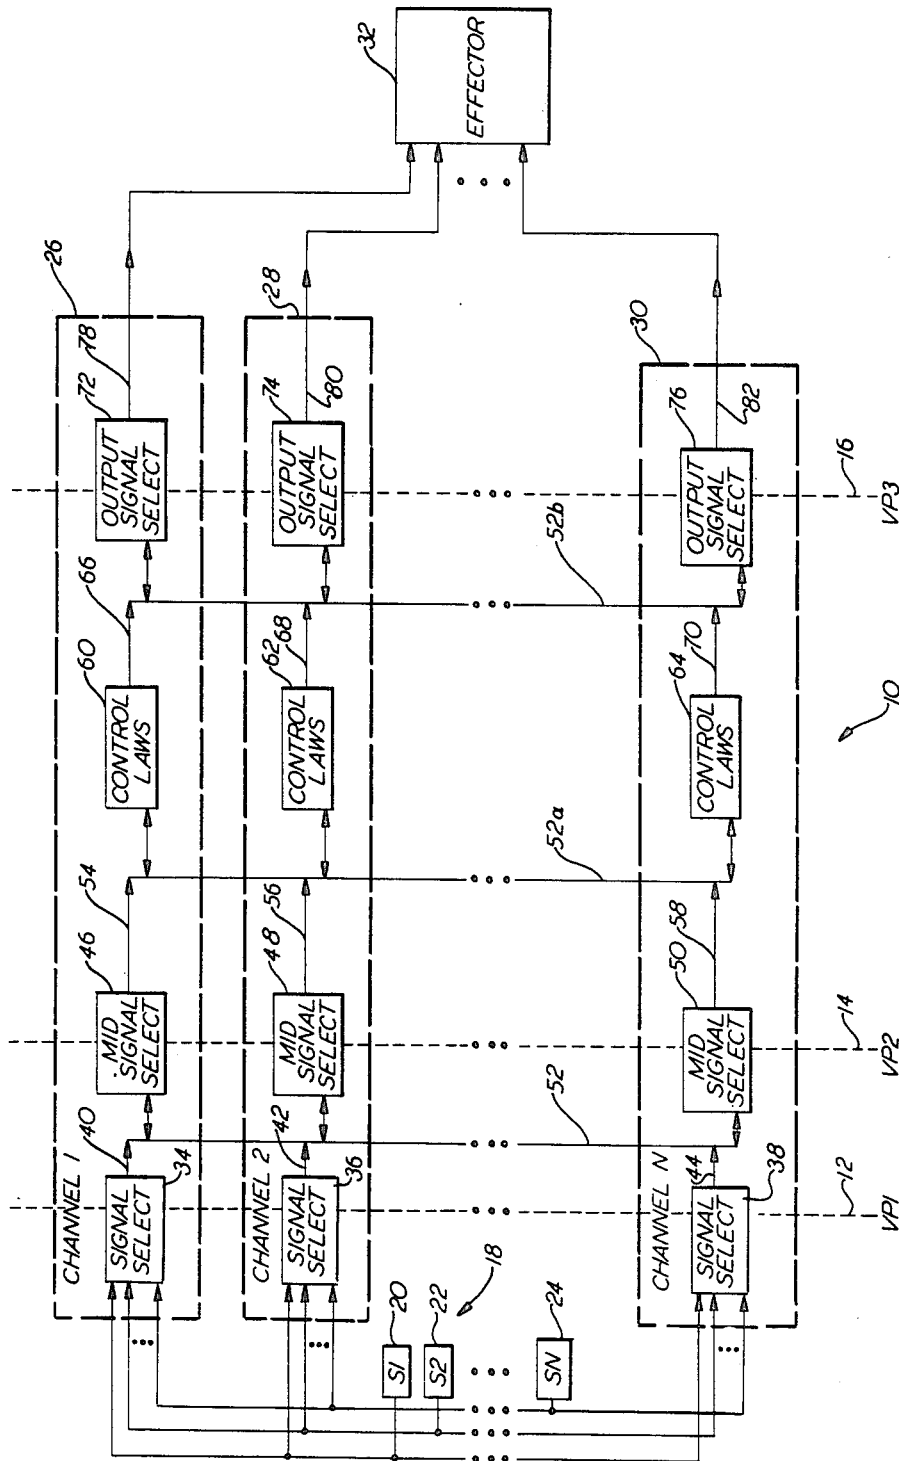 32
EFFECTOR
26
78
72
OUTPUT
SIGNAL
SELECT
66
60
CONTROL
LAWS
54
46
MID
SIGNAL
SELECT
40
CHANNEL 1
34
SIGNAL
SELECT
28
80
74
OUTPUT
SIGNAL
SELECT
68
62
CONTROL
LAWS
56
48
MID
SIGNAL
SELECT
42
CHANNEL 2
36
SIGNAL
SELECT
52b
52a
52
18
20
S1
22
S2
24
SN
30
82
76
OUTPUT
SIGNAL
SELECT
70
64
CONTROL
LAWS
58
50
MID
SIGNAL
SELECT
44
CHANNEL N
38
SIGNAL
SELECT
16
VP3
10
14
VP2
12
VP1